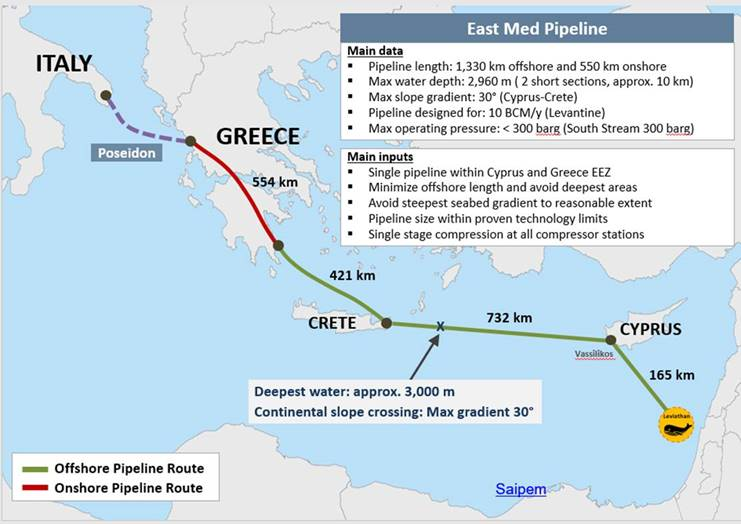 East Med Pipeline
Main data
▪ Pipeline length: 1,330 km offshore and 550 km onshore
▪ Max water depth: 2,960 m ( 2 short sections, approx. 10 km)
▪ Max slope gradient: 30° (Cyprus-Crete)
▪ Pipeline designed for: 10 BCM/y (Levantine)
▪ Max operating pressure: < 300 barg (South Stream 300 barg)
Main inputs
▪ Single pipeline within Cyprus and Greece EEZ
▪ Minimize offshore length and avoid deepest areas
▪ Avoid steepest seabed gradient to reasonable extent
▪ Pipeline size within proven technology limits
▪ Single stage compression at all compressor stations
ITALY
Poseidon
GREECE
554 km
421 km
CRETE
X
732 km
CYPRUS
Vassilikos
165 km
Leviathan
Deepest water: approx. 3,000 m
Continental slope crossing: Max gradient 30°
Offshore Pipeline Route
Onshore Pipeline Route
Saipem